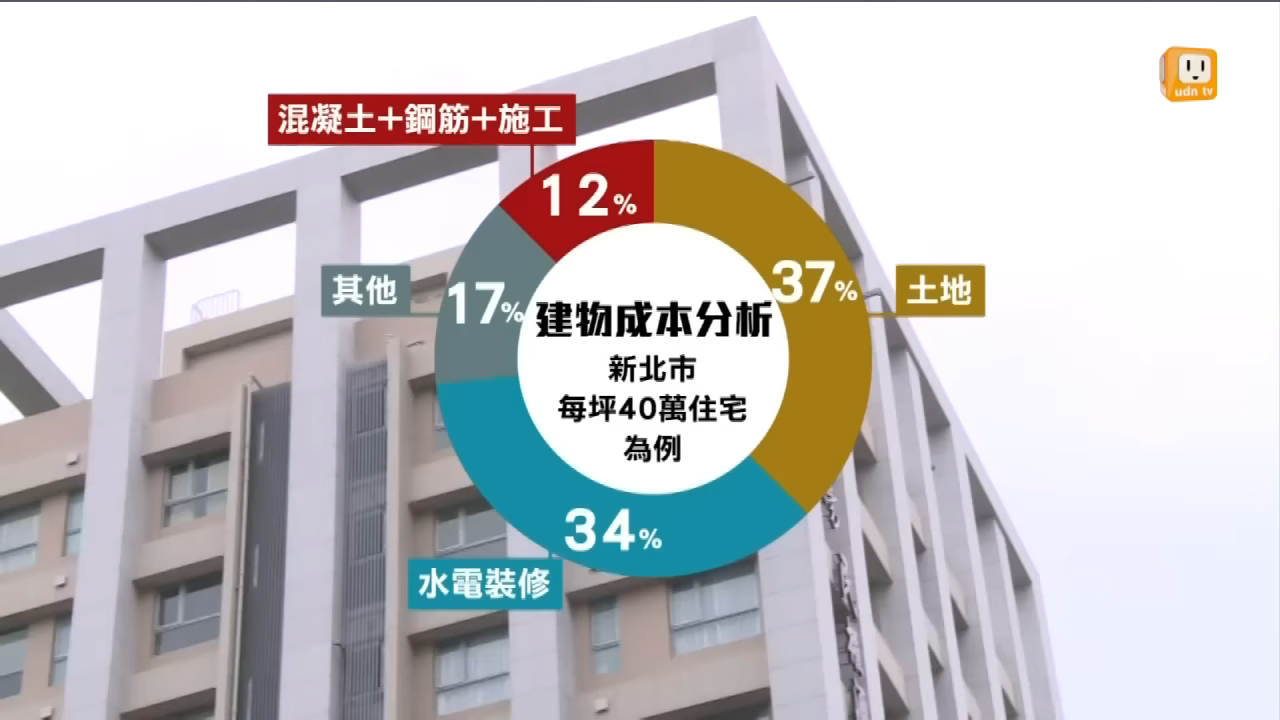 udn tv
混凝土+鋼筋+施工
12%
37%
土地
其他
17%
建物成本分析
新北市
每坪40萬住宅
為例
34%
水電裝修